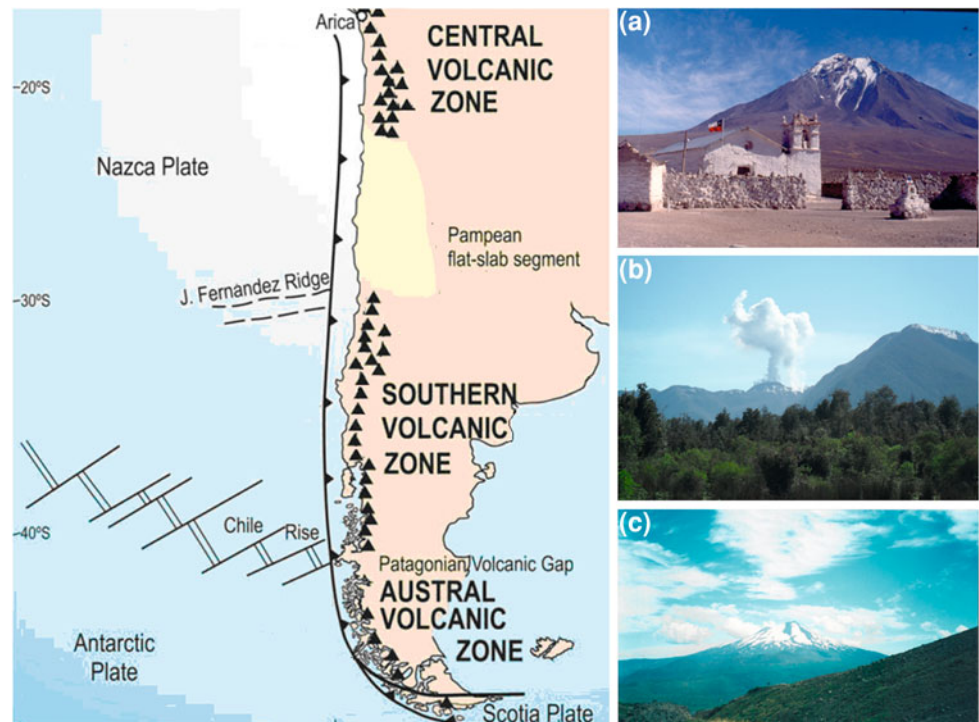 Arica
CENTRAL
VOLCANIC
ZONE
-20ºS
Nazca Plate
Pampean
flat-slab segment
J. Fernandez Ridge
-30ºS
SOUTHERN
VOLCANIC
ZONE
-40ºS
Chile Rise
Patagonian Volcanic Gap
AUSTRAL
VOLCANIC
ZONE
Antarctic
Plate
Scotia Plate
(a)
(b)
(c)